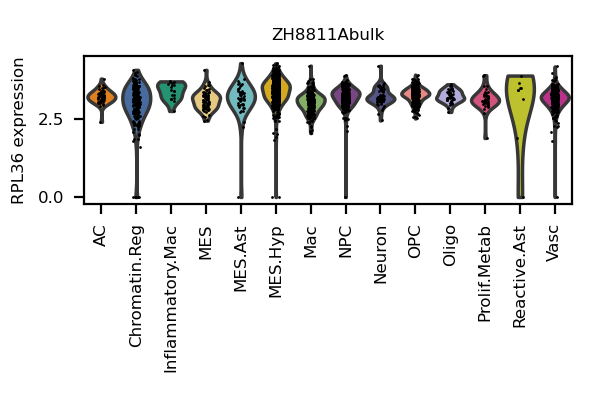 ZH8811Abulk
RPL36 expression
2.5
0.0
AC
Chromatin.Reg
Inflammatory.Mac
MES
MES.Ast
MES.Hyp
Mac
NPC
Neuron
OPC
Oligo
Prolif.Metab
Reactive.Ast
Vasc